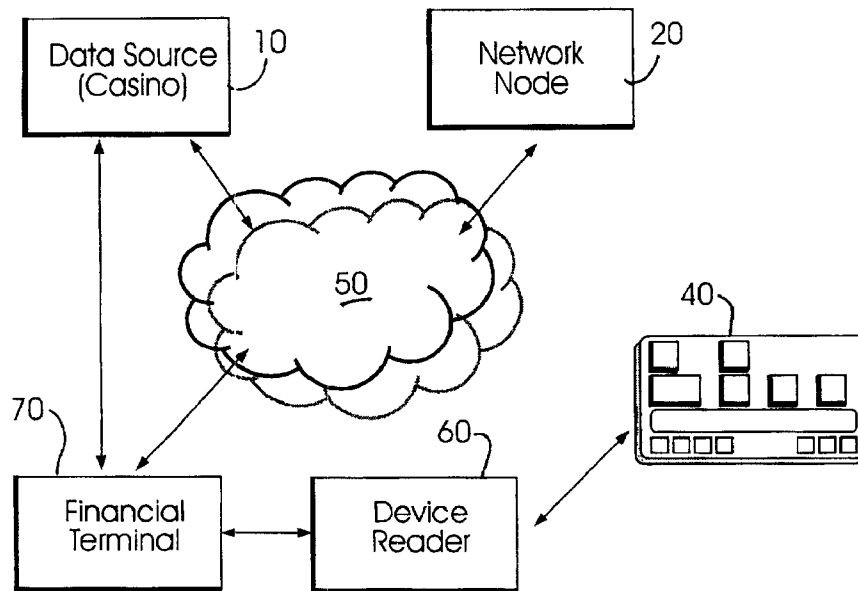 Data Source
(Casino)
10
Network
Node
20
50
40
70
60
Financial
Terminal
Device
Reader